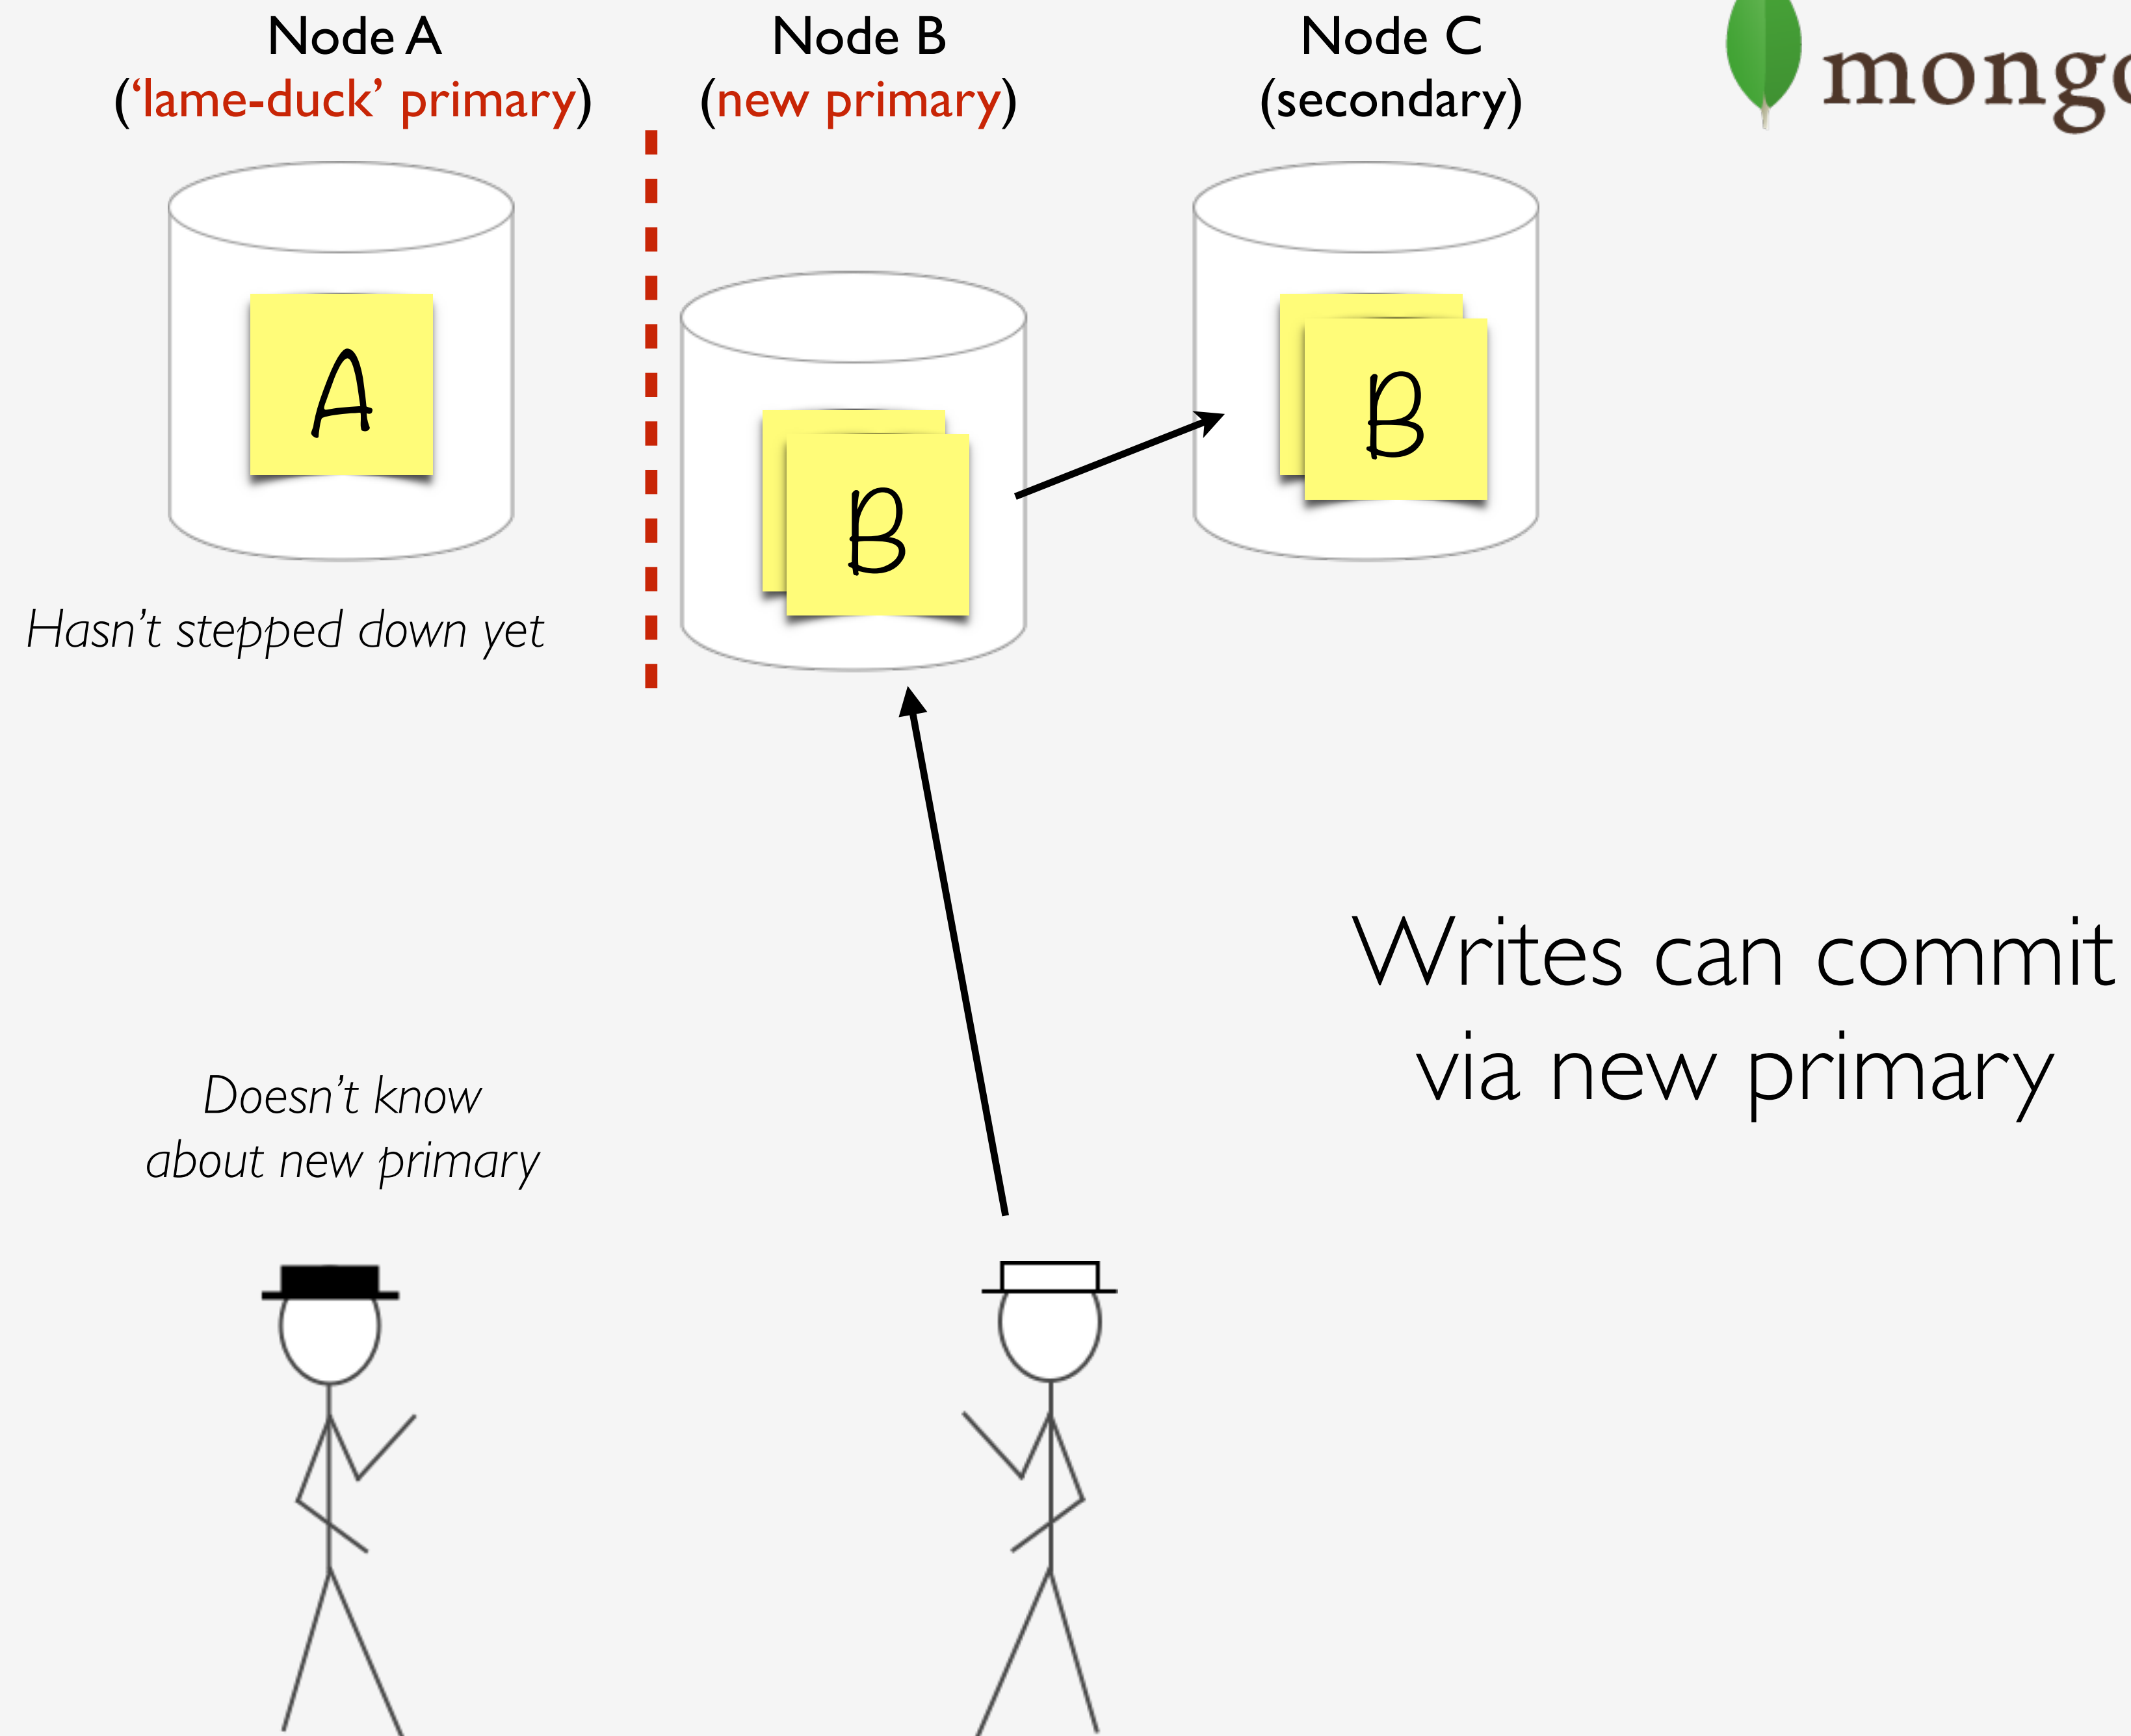 Node A
(‘lame-duck’ primary)
Node B
(new primary)
Node C
(secondary)
mongo
A
B
B
Hasn’t stepped down yet
Writes can commit
via new primary
Doesn’t know
about new primary